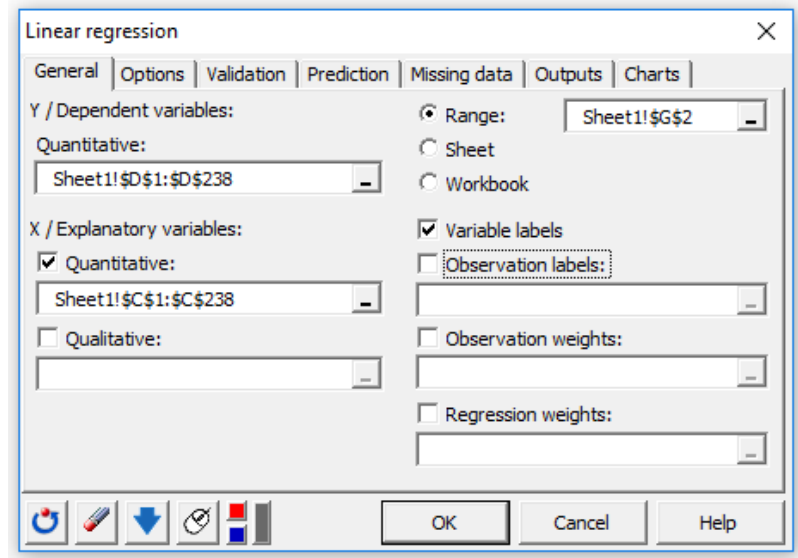 Linear regression
General Options Validation Prediction Missing data Outputs Charts
Y / Dependent variables:
Quantitative:
Sheet1!$D$1:$D$238
X / Explanatory variables:
Quantitative:
Sheet1!$C$1:$C$238
Qualitative:
Range: Sheet1!$G$2
Sheet
Workbook
Variable labels
Observation labels:
Observation weights:
Regression weights:
OK Cancel Help